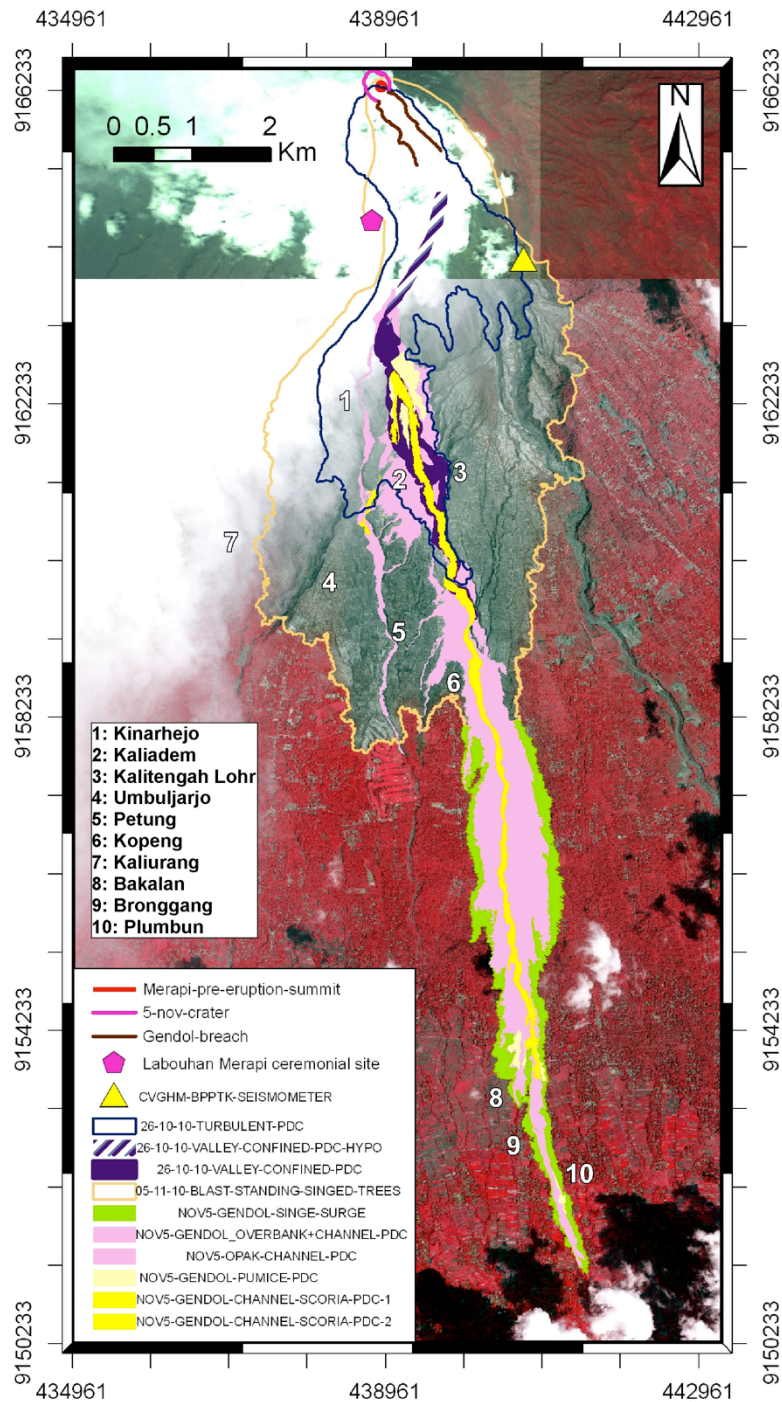 434961 438961 442961
9166233 9166233
N
0 0.5 1 2
Km
9162233 9162233
1
2
3
7
4
5
6
9158233 9158233
1: Kinarhejo
2: Kaliadem
3: Kalitengah Lohr
4: Umbuljarjo
5: Petung
6: Kopeng
7: Kaliurang
8: Bakalan
9: Bronggang
10: Plumbun
9154233 9154233
Merapi-pre-eruption-summit
5-nov-crater
Gendol-breach
Labouhan Merapi ceremonial site
CVGHM-BPPTK-SEISMOMETER
26-10-10-TURBULENT-PDC
26-10-10-VALLEY-CONFINED-PDC-HYPO
26-10-10-VALLEY-CONFINED-PDC
05-11-10-BLAST-STANDING-SINGED-TREES
NOV5-GENDOL-SINGE-SURGE
NOV5-GENDOL_OVERBANK+CHANNEL-PDC
NOV5-OPAK-CHANNEL-PDC
NOV5-GENDOL-PUMICE-PDC
NOV5-GENDOL-CHANNEL-SCORIA-PDC-1
NOV5-GENDOL-CHANNEL-SCORIA-PDC-2
8
9
10
9150233 9150233
434961 438961 442961